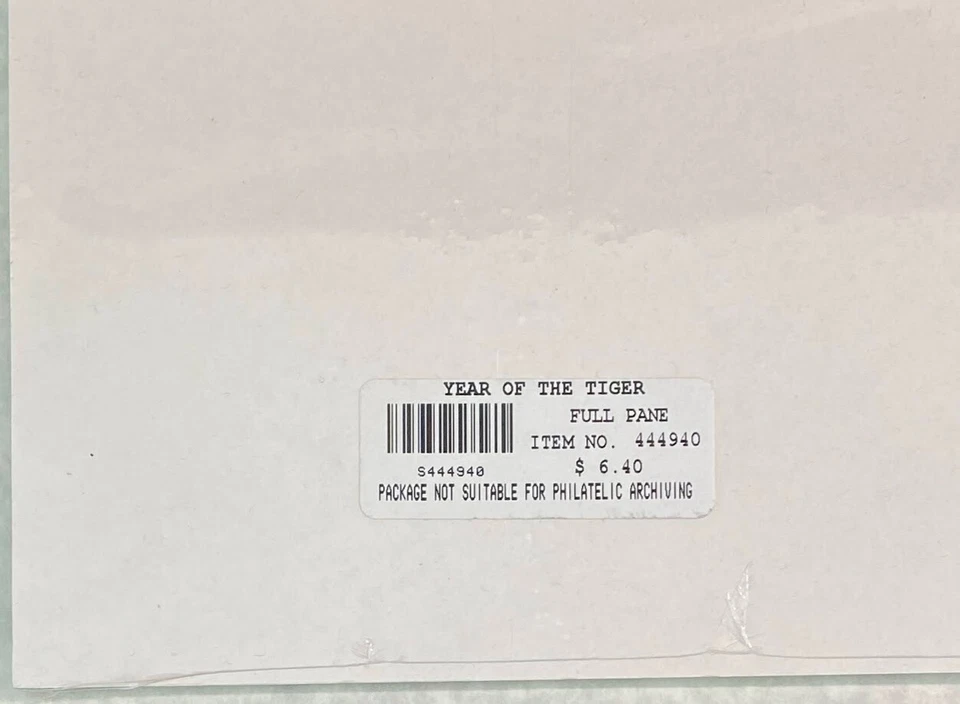 YEAR OF THE TIGER
FULL PANE
ITEM NO. 444940
S444940
$ 6.40
PACKAGE NOT SUITABLE FOR PHILATELIC ARCHIVING